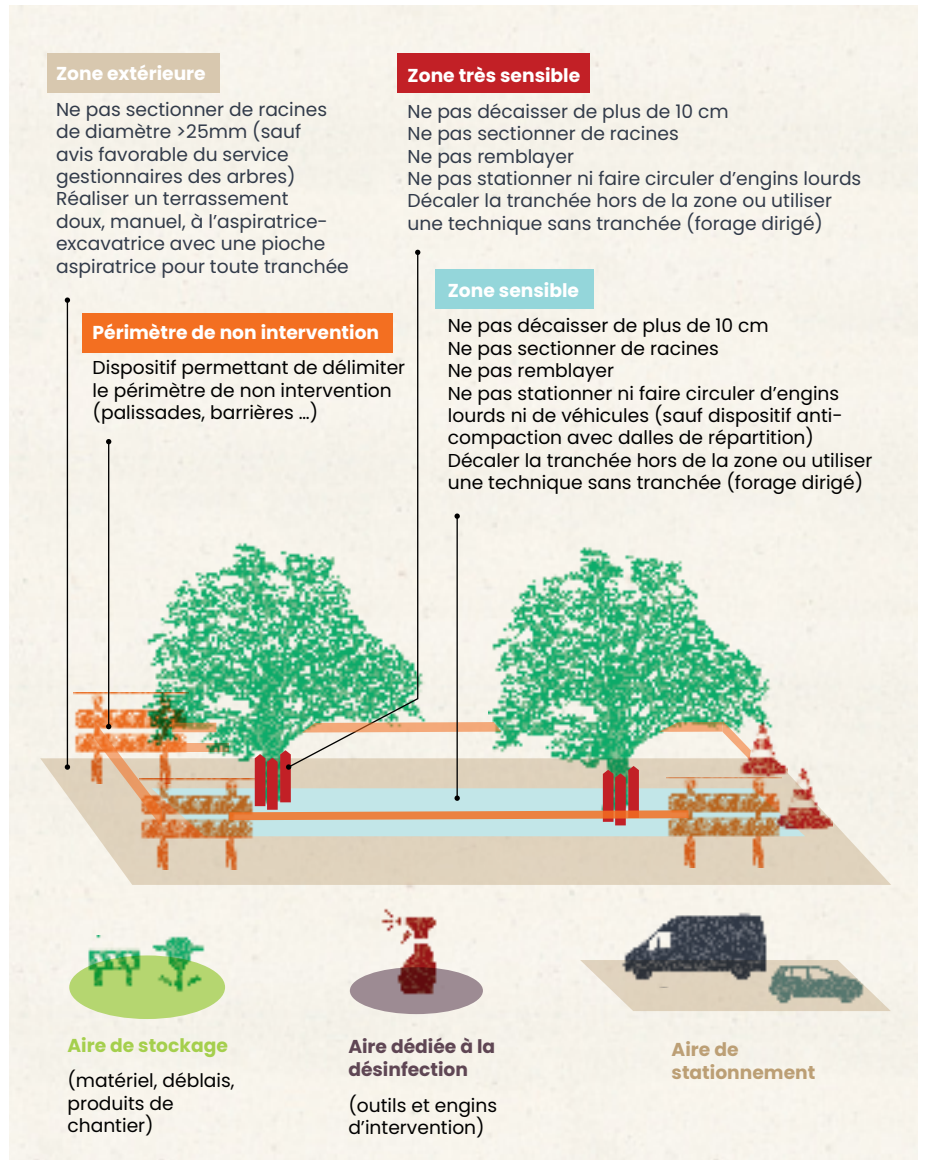 Zone extérieure
Ne pas sectionner de racines
de diamètre >25mm (sauf
avis favorable du service
gestionnaires des arbres)
Réaliser un terrassement
doux, manuel, à l'aspiratrice-
excavatrice avec une pioche
aspiratrice pour toute tranchée
Zone très sensible
Ne pas décaisser de plus de 10 cm
Ne pas sectionner de racines
Ne pas remblayer
Ne pas stationner ni faire circuler d'engins lourds
Décaler la tranchée hors de la zone ou utiliser
une technique sans tranchée (forage dirigé)
Zone sensible
Ne pas décaisser de plus de 10 cm
Ne pas sectionner de racines
Ne pas remblayer
Ne pas stationner ni faire circuler d'engins
lourds ni de véhicules (sauf dispositif anti-
compaction avec dalles de répartition)
Décaler la tranchée hors de la zone ou utiliser
une technique sans tranchée (forage dirigé)
Périmètre de non intervention
Dispositif permettant de délimiter
le périmètre de non intervention
(palissades, barrières ...)
Aire de stockage
(matériel, déblais,
produits de
chantier)
Aire dédiée à la
désinfection
(outils et engins
d'intervention)
Aire de
stationnement